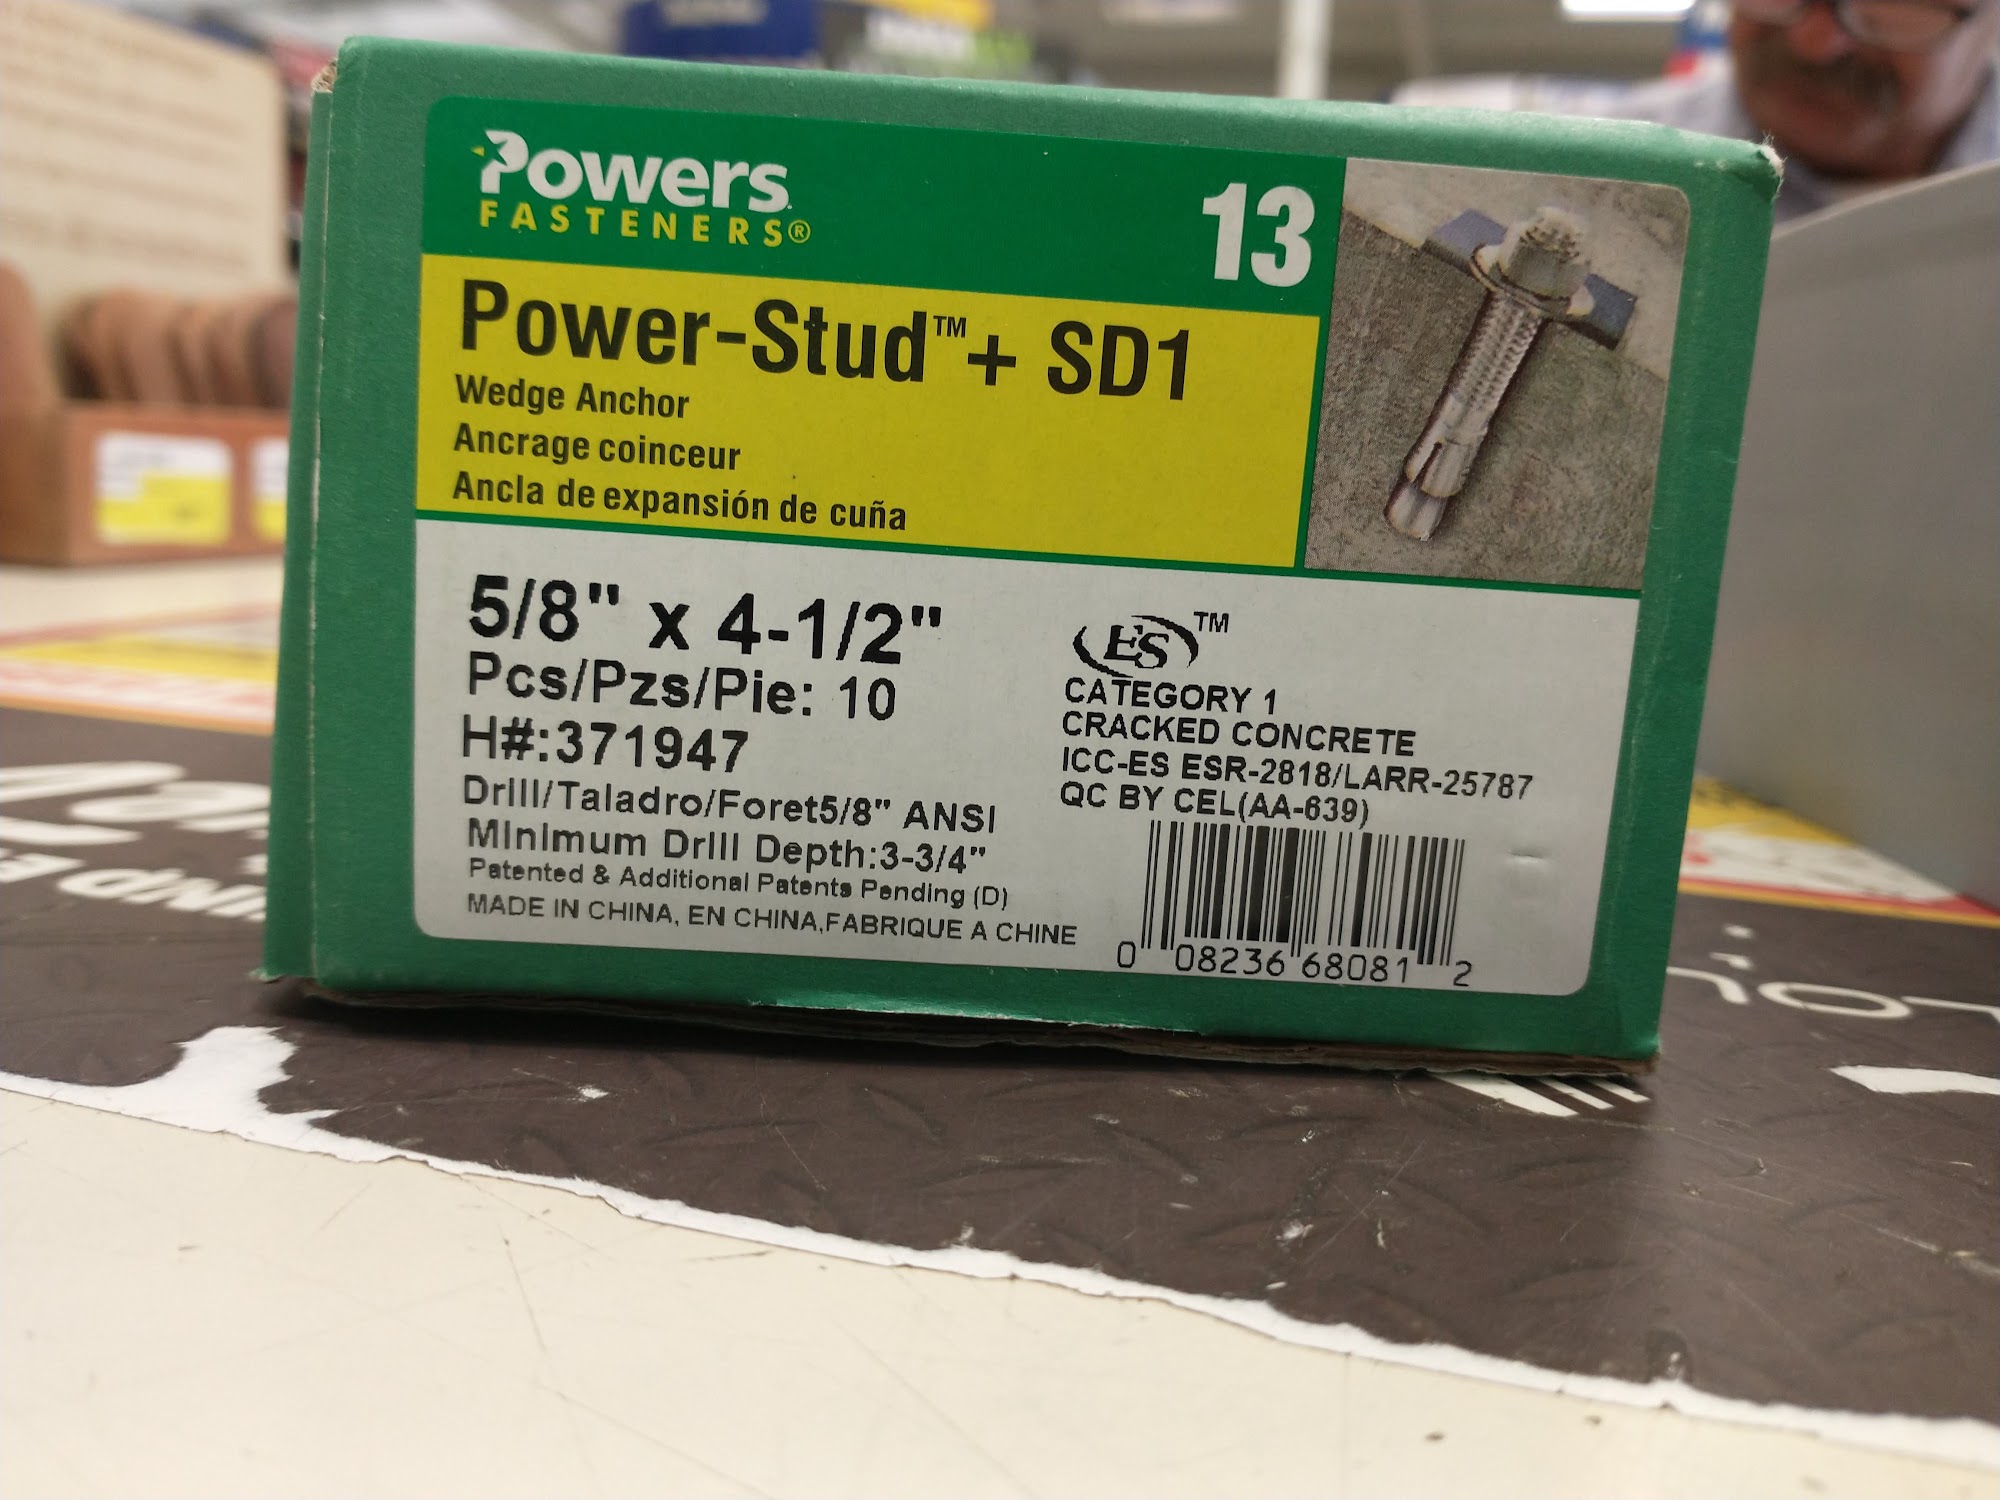 Powers
FASTENERS®
13
Power-Stud™+ SD1
Wedge Anchor
Ancrage coinceur
Ancla de expansión de cuña
5/8" x 4-1/2"
Pcs/Pzs/Pie: 10
H#:371947
Drill/Taladro/Foret5/8" ANSI
Minimum Drill Depth:3-3/4"
Patented & Additional Patents Pending (D)
MADE IN CHINA, EN CHINA,FABRIQUE A CHINE
ES™
CATEGORY 1
CRACKED CONCRETE
ICC-ES ESR-2818/LARR-25787
QC BY CEL(AA-639)
0 08236 68081 2